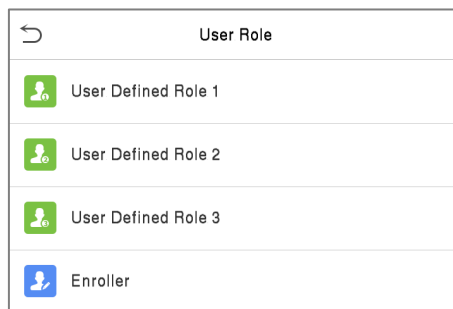 User Role
User Defined Role 1
User Defined Role 2
User Defined Role 3
Enroller